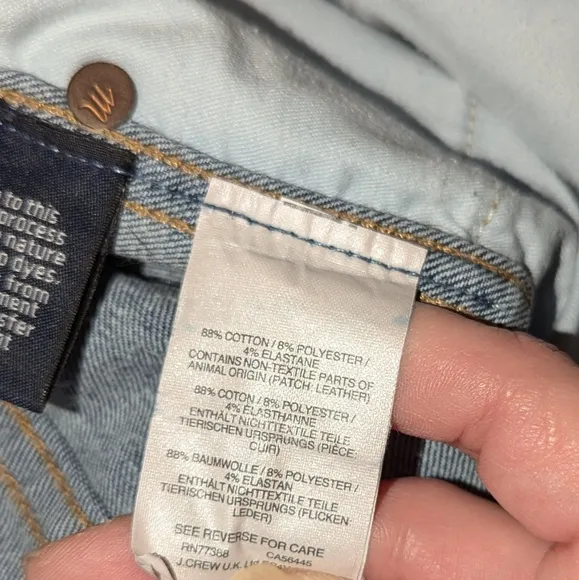 to this
process
nature
dyes-
from
88% COTTON / 8% POLYESTER /
4% ELASTANE
CONTAINS NON-TEXTILE PARTS OF
ANIMAL ORIGIN (PATCH: LEATHER)
88% COTON / 8% POLYESTER /
4% ÉLASTHANNE
ENTHÄLT NICHTTEXTILE TEILE
TIERISCHEN URSPRUNGS (PIÈCE:
CUIR)
88% BAUMWOLLE / 8% POLYESTER /
4% ELASTAN
ENTHÄLT NICHTTEXTILE TEILE
TIERISCHEN URSPRUNGS (FLICKEN-
LEDER)
SEE REVERSE FOR CARE
RN77388 CA56445
J.CREW U.K.